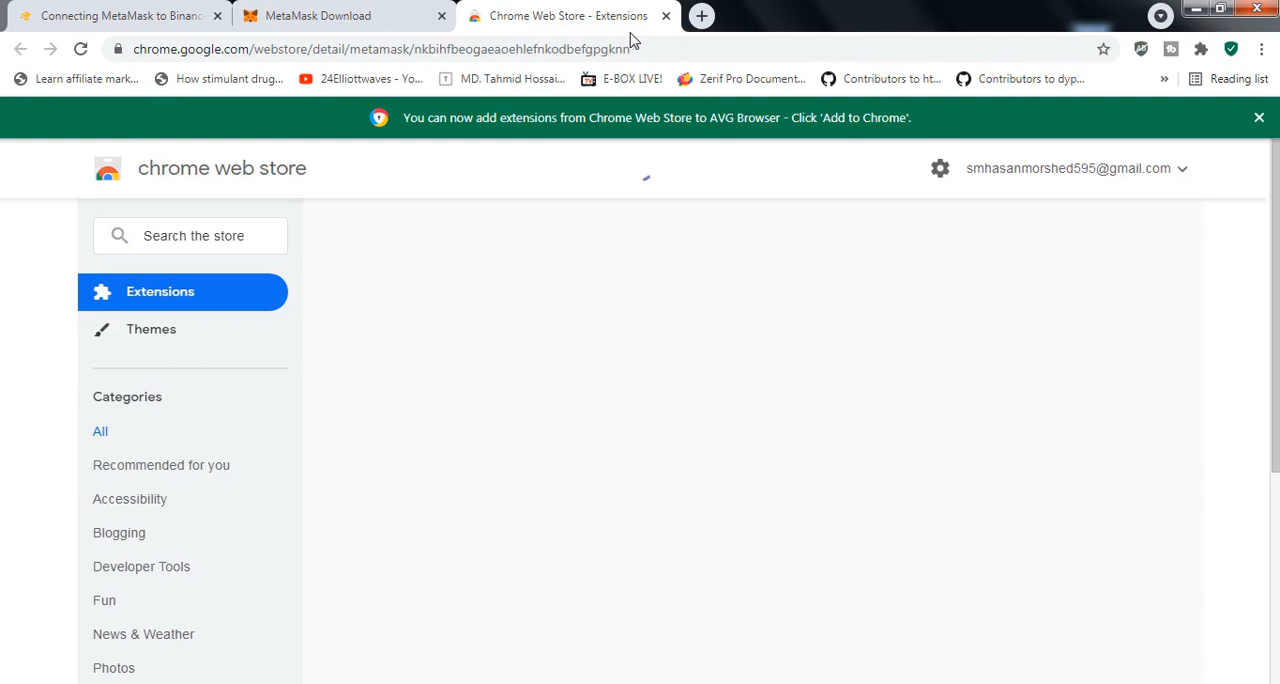 Connecting MetaMask to Binance
MetaMask Download
Chrome Web Store - Extensions
chrome.google.com/webstore/detail/metamask/nkbihfbeogaeaoehlefnkodbefgpgknn
Learn affiliate mark...
How stimulant drug...
24Elliottwaves - Yo...
MD. Tahmid Hossai...
E-BOX LIVE!
Zerif Pro Document...
Contributors to ht...
Contributors to dyp...
»
Reading list
You can now add extensions from Chrome Web Store to AVG Browser - Click 'Add to Chrome'.
chrome web store
smhasanmorshed595@gmail.com
Search the store
Extensions
Themes
Categories
All
Recommended for you
Accessibility
Blogging
Developer Tools
Fun
News & Weather
Photos